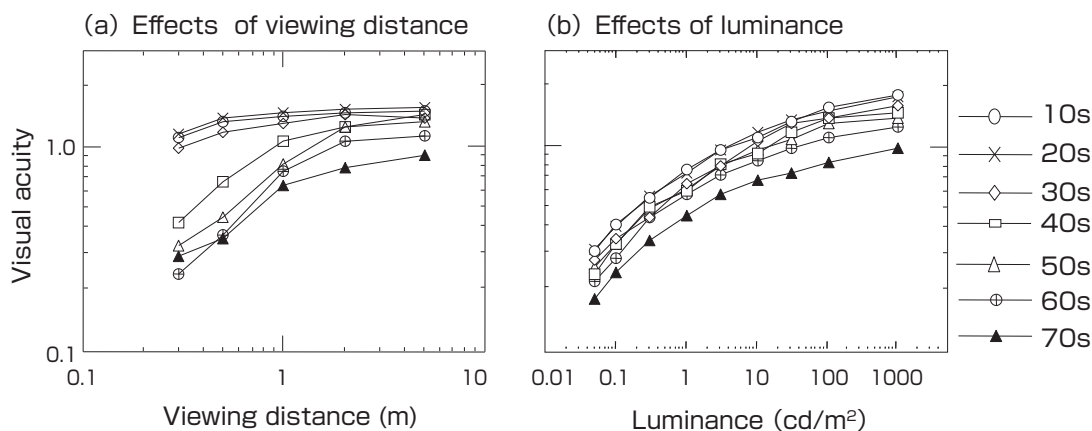 (a) Effects of viewing distance
(b) Effects of luminance
Visual acuity
1.0
0.1
0.1 1 10
Viewing distance (m)
0.01 0.1 1 10 100 1000
Luminance (cd/m²)
10s
20s
30s
40s
50s
60s
70s